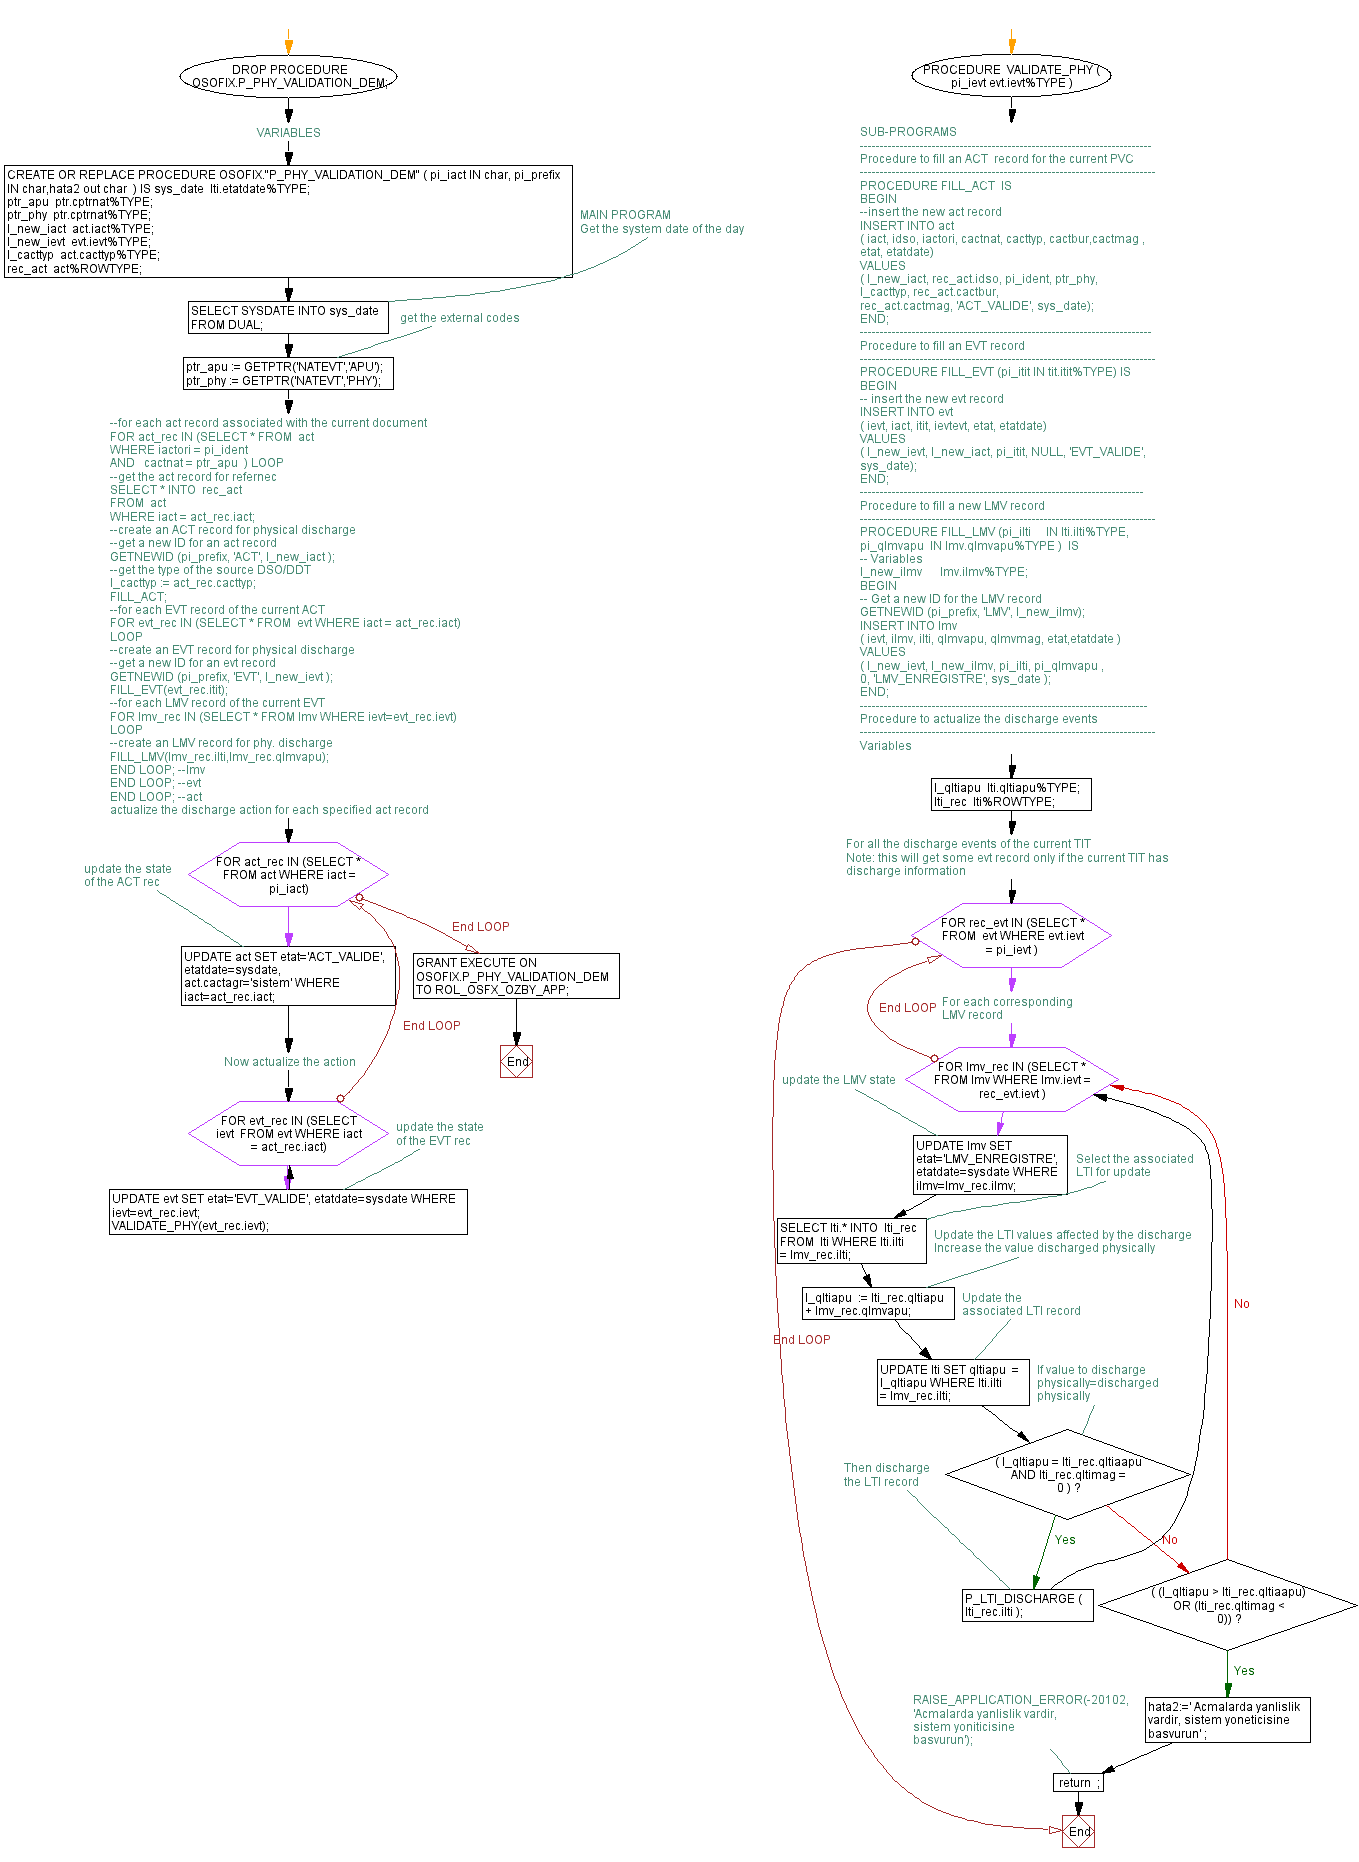 DROP PROCEDURE
OSOFIX.P_PHY_VALIDATION_DEM;
VARIABLES
CREATE OR REPLACE PROCEDURE OSOFIX."P_PHY_VALIDATION_DEM" ( pi_iact IN char, pi_prefix
IN char,hata2 out char ) IS sys_date lti.etatdate%TYPE;
ptr_apu ptr.cptrnat%TYPE;
ptr_phy ptr.cptrnat%TYPE;
l_new_iact act.iact%TYPE;
l_new_ievt evt.ievt%TYPE;
l_cacttyp act.cacttyp%TYPE;
rec_act act%ROWTYPE;
MAIN PROGRAM
Get the system date of the day
SELECT SYSDATE INTO sys_date
FROM DUAL;
get the external codes
ptr_apu := GETPTR('NATEVT','APU');
ptr_phy := GETPTR('NATEVT','PHY');
--for each act record associated with the current document
FOR act_rec IN (SELECT * FROM act
WHERE iactori = pi_ident
AND cactnat = ptr_apu ) LOOP
--get the act record for refernec
SELECT * INTO rec_act
FROM act
WHERE iact = act_rec.iact;
--create an ACT record for physical discharge
--get a new ID for an act record
GETNEWID (pi_prefix, 'ACT', l_new_iact );
--get the type of the source DSO/DDT
l_cacttyp := act_rec.cacttyp;
FILL_ACT;
--for each EVT record of the current ACT
FOR evt_rec IN (SELECT * FROM evt WHERE iact = act_rec.iact)
LOOP
--create an EVT record for physical discharge
--get a new ID for an evt record
GETNEWID (pi_prefix, 'EVT', l_new_ievt );
FILL_EVT(evt_rec.itit);
--for each LMV record of the current EVT
FOR lmv_rec IN (SELECT * FROM lmv WHERE ievt=evt_rec.ievt)
LOOP
--create an LMV record for phy. discharge
FILL_LMV(lmv_rec.ilti,lmv_rec.qlmvapu);
END LOOP; --lmv
END LOOP; --evt
END LOOP; --act
actualize the discharge action for each specified act record
FOR act_rec IN (SELECT *
FROM act WHERE iact =
pi_iact)
update the state
of the ACT rec
End LOOP
UPDATE act SET etat='ACT_VALIDE',
etatdate=sysdate,
act.cactagr='sistem' WHERE
iact=act_rec.iact;
GRANT EXECUTE ON
OSOFIX.P_PHY_VALIDATION_DEM
TO ROL_OSFX_OZBY_APP;
End LOOP
End
Now actualize the action
FOR evt_rec IN (SELECT
ievt FROM evt WHERE iact
= act_rec.iact)
update the state
of the EVT rec
UPDATE evt SET etat='EVT_VALIDE', etatdate=sysdate WHERE
ievt=evt_rec.ievt;
VALIDATE_PHY(evt_rec.ievt);
PROCEDURE VALIDATE_PHY (
pi_ievt evt.ievt%TYPE )
SUB-PROGRAMS
Procedure to fill an ACT record for the current PVC
PROCEDURE FILL_ACT IS
BEGIN
--insert the new act record
INSERT INTO act
( iact, idso, iactori, cactnat, cacttyp, cactbur,cactmag ,
etat, etatdate)
VALUES
( l_new_iact, rec_act.idso, pi_ident, ptr_phy,
l_cacttyp, rec_act.cactbur,
rec_act.cactmag, 'ACT_VALIDE', sys_date);
END;
Procedure to fill an EVT record
PROCEDURE FILL_EVT (pi_itit IN tit.itit%TYPE) IS
BEGIN
-- insert the new evt record
INSERT INTO evt
( ievt, iact, itit, ievtevt, etat, etatdate)
VALUES
( l_new_ievt, l_new_iact, pi_itit, NULL, 'EVT_VALIDE',
sys_date);
END;
Procedure to fill a new LMV record
PROCEDURE FILL_LMV (pi_ilti IN lti.ilti%TYPE,
pi_qlmvapu IN lmv.qlmvapu%TYPE ) IS
-- Variables
l_new_ilmv lmv.ilmv%TYPE;
BEGIN
-- Get a new ID for the LMV record
GETNEWID (pi_prefix, 'LMV', l_new_ilmv);
INSERT INTO lmv
( ievt, ilmv, ilti, qlmvapu, qlmvmag, etat,etatdate )
VALUES
( l_new_ievt, l_new_ilmv, pi_ilti, pi_qlmvapu ,
0, 'LMV_ENREGISTRE', sys_date );
END;
Procedure to actualize the discharge events
Variables
l_qltiapu lti.qltiapu%TYPE;
lti_rec lti%ROWTYPE;
For all the discharge events of the current TIT
Note: this will get some evt record only if the current TIT has
discharge information
FOR rec_evt IN (SELECT *
FROM evt WHERE evt.ievt
= pi_ievt )
End LOOP
For each corresponding
LMV record
FOR lmv_rec IN (SELECT *
FROM lmv WHERE lmv.ievt =
rec_evt.ievt )
update the LMV state
UPDATE lmv SET
etat='LMV_ENREGISTRE',
etatdate=sysdate WHERE
ilmv=lmv_rec.ilmv;
Select the associated
LTI for update
SELECT lti.* INTO lti_rec
FROM lti WHERE lti.ilti
= lmv_rec.ilti;
Update the LTI values affected by the discharge
Increase the value discharged physically
l_qltiapu := lti_rec.qltiapu
+ lmv_rec.qlmvapu;
Update the
associated LTI record
No
End LOOP
UPDATE lti SET qltiapu =
l_qltiapu WHERE lti.ilti
= lmv_rec.ilti;
If value to discharge
physically=discharged
physically
( l_qltiapu = lti_rec.qltiaapu
AND lti_rec.qltimag =
0 ) ?
Then discharge
the LTI record
Yes
No
P_LTI_DISCHARGE (
lti_rec.ilti );
( (l_qltiapu > lti_rec.qltiaapu)
OR (lti_rec.qltimag <
0)) ?
Yes
RAISE_APPLICATION_ERROR(-20102,
'Acmalarda yanlislik vardir,
sistem yoniticisine
basvurun');
hata2:=' Acmalarda yanlislik
vardir, sistem yoneticisine
basvurun' ;
return ;
End